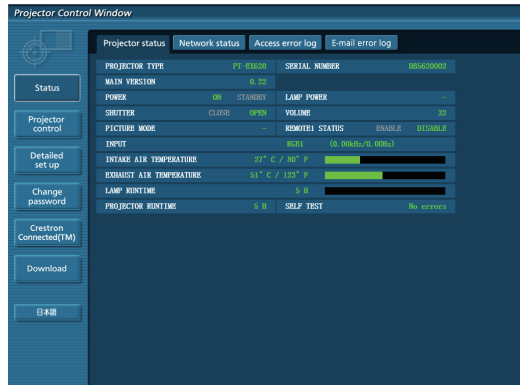 Projector Control Window
Projector status Network status Access error log E-mail error log
Status
Projector control
Detailed set up
Change password
Crestron Connected(TM)
Download
日本語
PROJECTOR TYPE PT-EX620 SERIAL NUMBER DB5620002
MAIN VERSION 0.22
POWER ON STANDBY LAMP POWER -
SHUTTER CLOSE OPEN VOLUME 32
PICTURE MODE - REMOTE1 STATUS ENABLE DISABLE
INPUT RGB1 (0.00kHz/0.00Hz)
INTAKE AIR TEMPERATURE 27° C / 80° F
EXHAUST AIR TEMPERATURE 51° C / 123° F
LAMP RUNTIME 5 H
PROJECTOR RUNTIME 5 H SELF TEST No errors